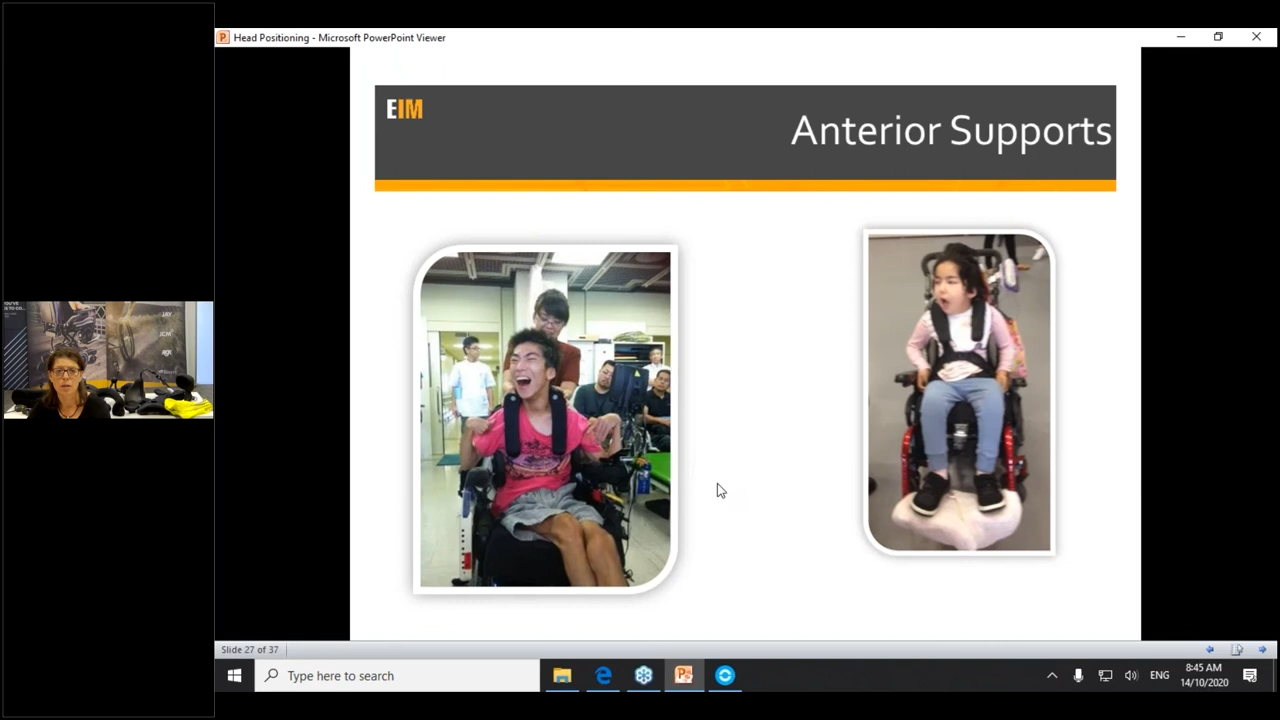 Head Positioning - Microsoft PowerPoint Viewer
EIM
Anterior Supports
JAY
Slide 27 of 37
Type here to search
ENG
8:45 AM
14/10/2020